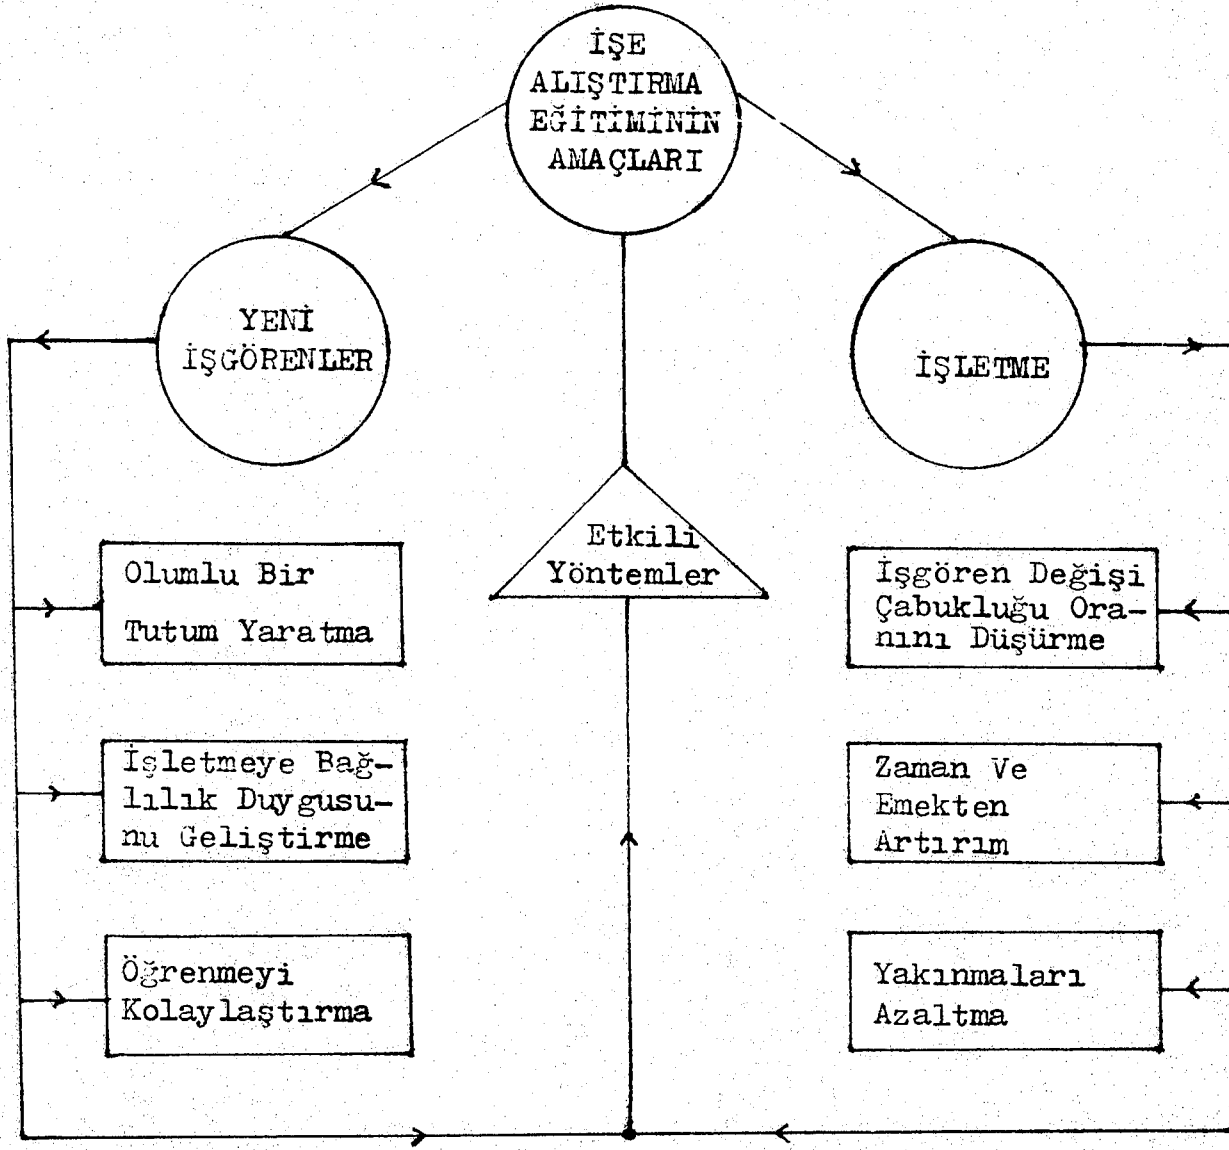 İŞE
ALIŞTIRMA
EĞİTİMİNİN
AMAÇLARI
YENİ
İŞGÖRENLER
İŞLETME
Etkili
Yöntemler
Olumlu Bir
Tutum Yaratma
İşletmeye Bağ-
lılık Duygusu-
nu Geliştirme
Öğrenmeyi
Kolaylaştırma
İşgören Değişi
Çabukluğu Ora-
nını Düşürme
Zaman Ve
Emekten
Artırım
Yakınmaları
Azaltma